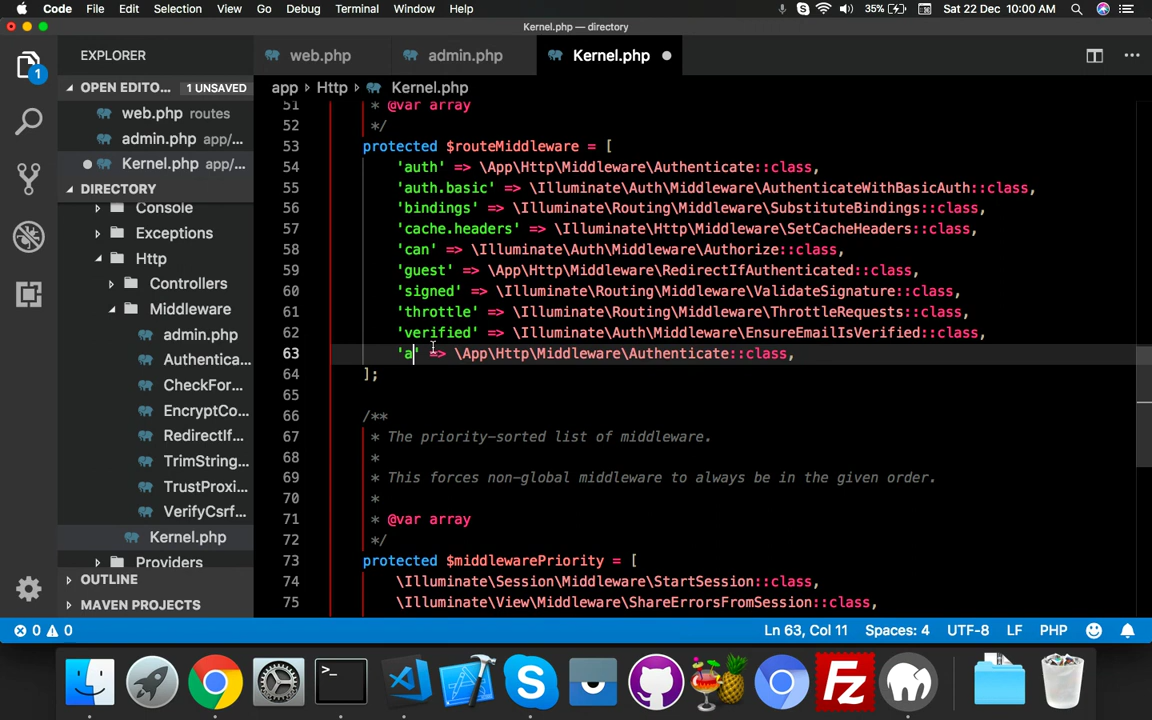 Code File Edit Selection View Go Debug Terminal Window Help 35% Sat 22 Dec 10:00 AM
Kernel.php — directory
EXPLORER web.php admin.php Kernel.php
OPEN EDITO... 1 UNSAVED app Http Kernel.php
web.php routes
admin.php app/...
Kernel.php app/...
DIRECTORY
Console
Exceptions
Http
Controllers
Middleware
admin.php
Authentica...
CheckFor...
EncryptCo...
RedirectIf...
TrimString...
TrustProxi...
VerifyCsrf...
Kernel.php
Providers
OUTLINE
MAVEN PROJECTS
1
51 * @var array
52 */
53 protected $routeMiddleware = [
54 'auth' => \App\Http\Middleware\Authenticate::class,
55 'auth.basic' => \Illuminate\Auth\Middleware\AuthenticateWithBasicAuth::class,
56 'bindings' => \Illuminate\Routing\Middleware\SubstituteBindings::class,
57 'cache.headers' => \Illuminate\Http\Middleware\SetCacheHeaders::class,
58 'can' => \Illuminate\Auth\Middleware\Authorize::class,
59 'guest' => \App\Http\Middleware\RedirectIfAuthenticated::class,
60 'signed' => \Illuminate\Routing\Middleware\ValidateSignature::class,
61 'throttle' => \Illuminate\Routing\Middleware\ThrottleRequests::class,
62 'verified' => \Illuminate\Auth\Middleware\EnsureEmailIsVerified::class,
63 'a' => \App\Http\Middleware\Authenticate::class,
64 ];
65
66 /**
67 * The priority-sorted list of middleware.
68 *
69 * This forces non-global middleware to always be in the given order.
70 *
71 * @var array
72 */
73 protected $middlewarePriority = [
74 \Illuminate\Session\Middleware\StartSession::class,
75 \Illuminate\View\Middleware\ShareErrorsFromSession::class,
0 0 Ln 63, Col 11 Spaces: 4 UTF-8 LF PHP
>_ S Fz